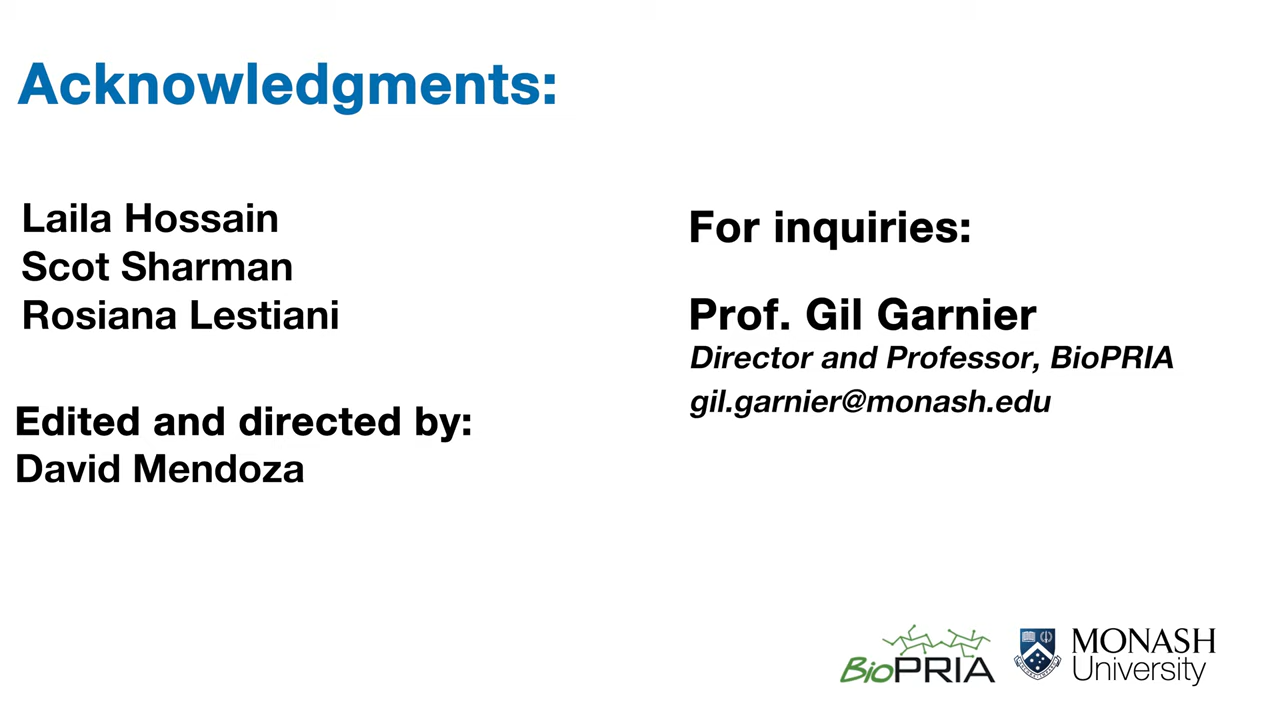 Acknowledgments:
Laila Hossain
Scot Sharman
Rosiana Lestiani
Edited and directed by:
David Mendoza
For inquiries:
Prof. Gil Garnier
Director and Professor, BioPRIA
gil.garnier@monash.edu
BioPRIA
MONASH
University